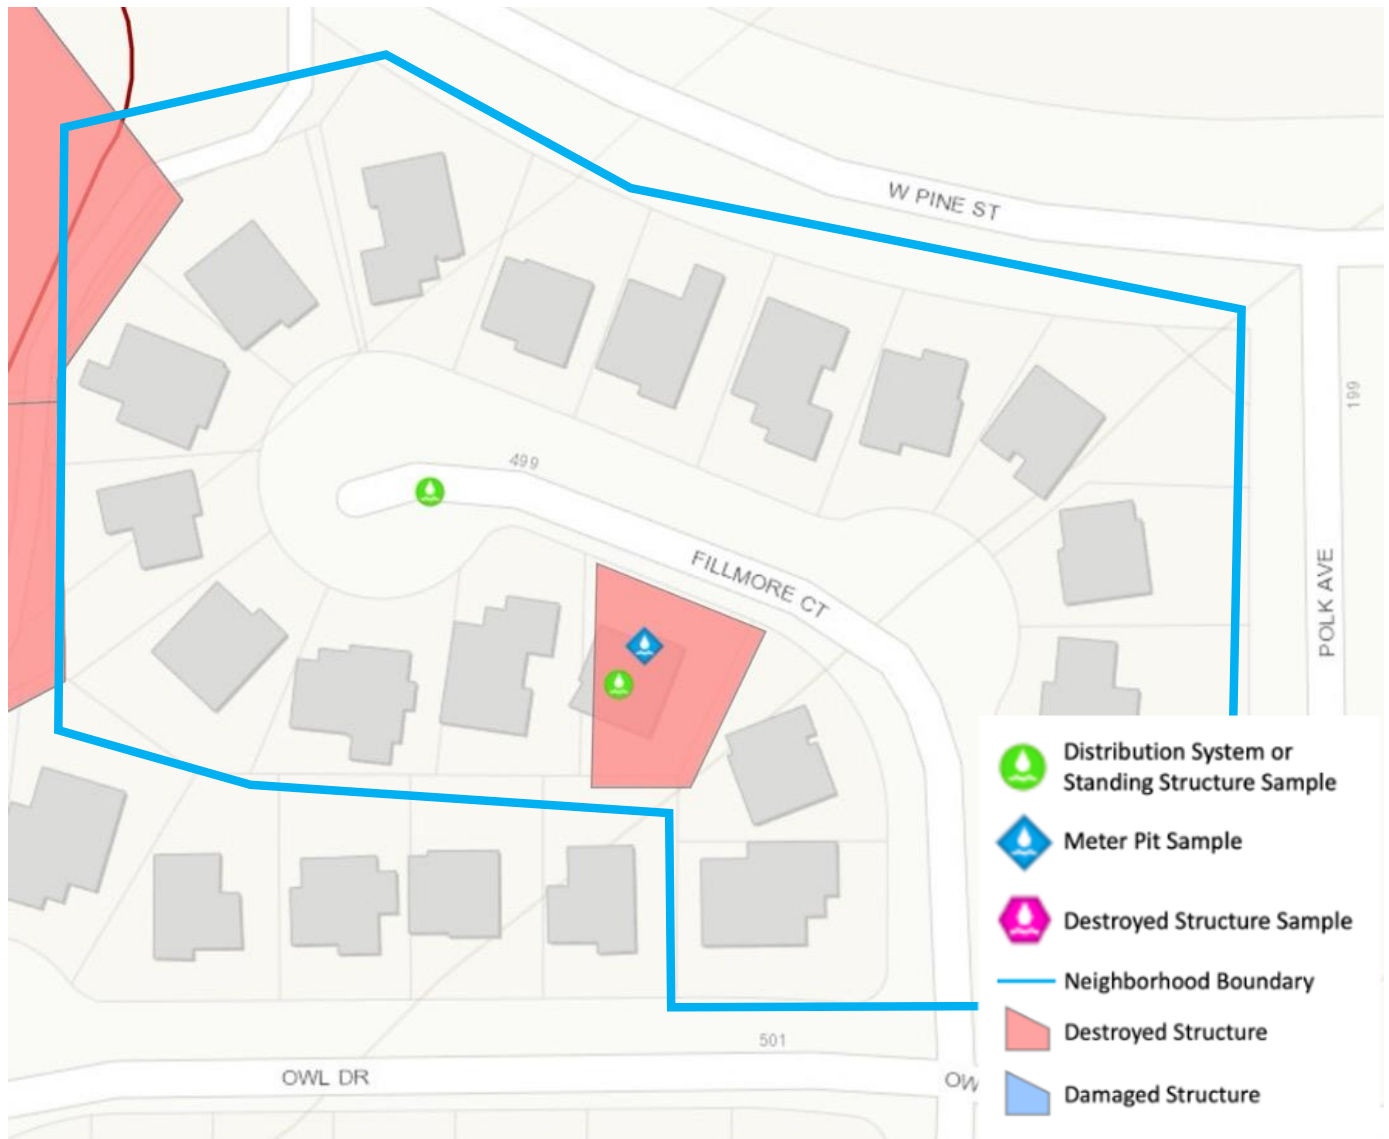 W PINE ST
199
499
FILLMORE CT
POLK AVE
Distribution System or
Standing Structure Sample
Meter Pit Sample
Destroyed Structure Sample
Neighborhood Boundary
Destroyed Structure
Damaged Structure
501
OWL DR
OW